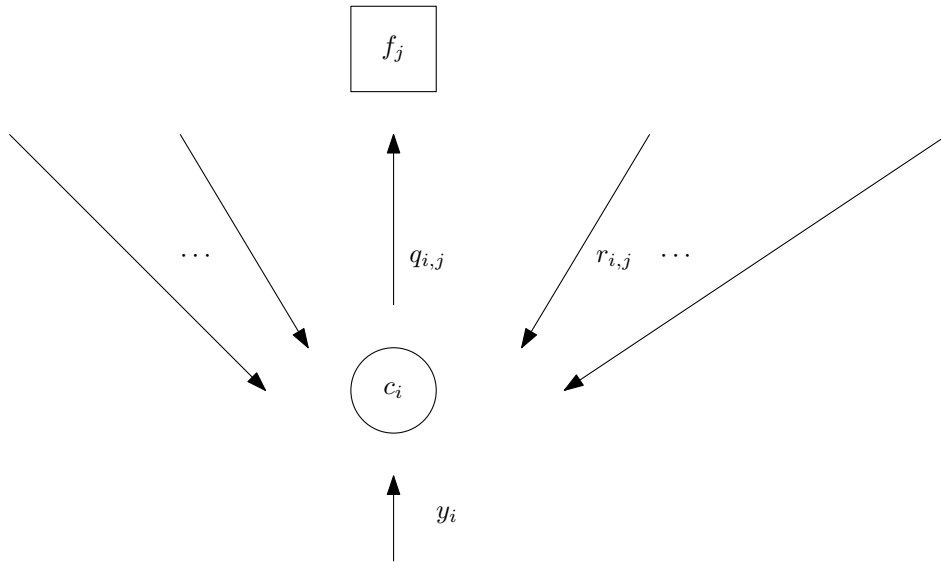 f_j
⋯
q_{i,j}
r_{i,j} ⋯
c_i
y_i